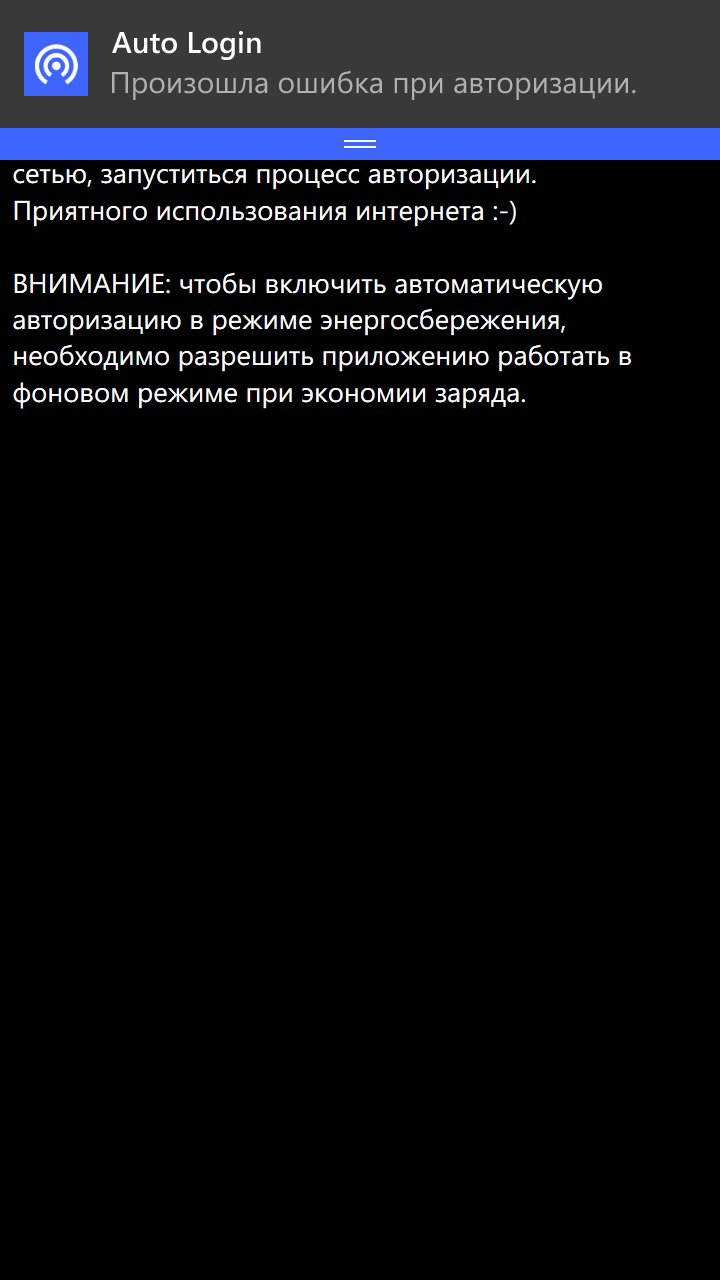 Auto Login
Произошла ошибка при авторизации.
сетью, запуститься процесс авторизации.
Приятного использования интернета :-)
ВНИМАНИЕ: чтобы включить автоматическую
авторизацию в режиме энергосбережения,
необходимо разрешить приложению работать в
фоновом режиме при экономии заряда.